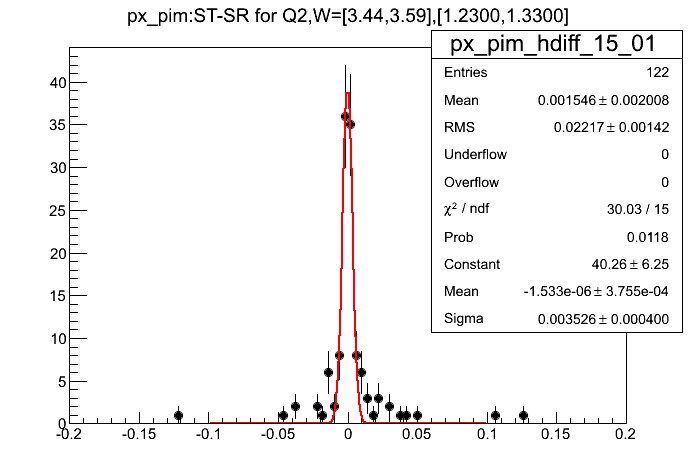 px_pim:ST-SR for Q2,W=[3.44,3.59],[1.2300,1.3300]
px_pim_hdiff_15_01
Entries 122
Mean 0.001546 ± 0.002008
RMS 0.02217 ± 0.00142
Underflow 0
Overflow 0
χ² / ndf 30.03 / 15
Prob 0.0118
Constant 40.26 ± 6.25
Mean -1.533e-06 ± 3.755e-04
Sigma 0.003526 ± 0.000400
40
35
30
25
20
15
10
5
0
-0.2 -0.15 -0.1 -0.05 0 0.05 0.1 0.15 0.2